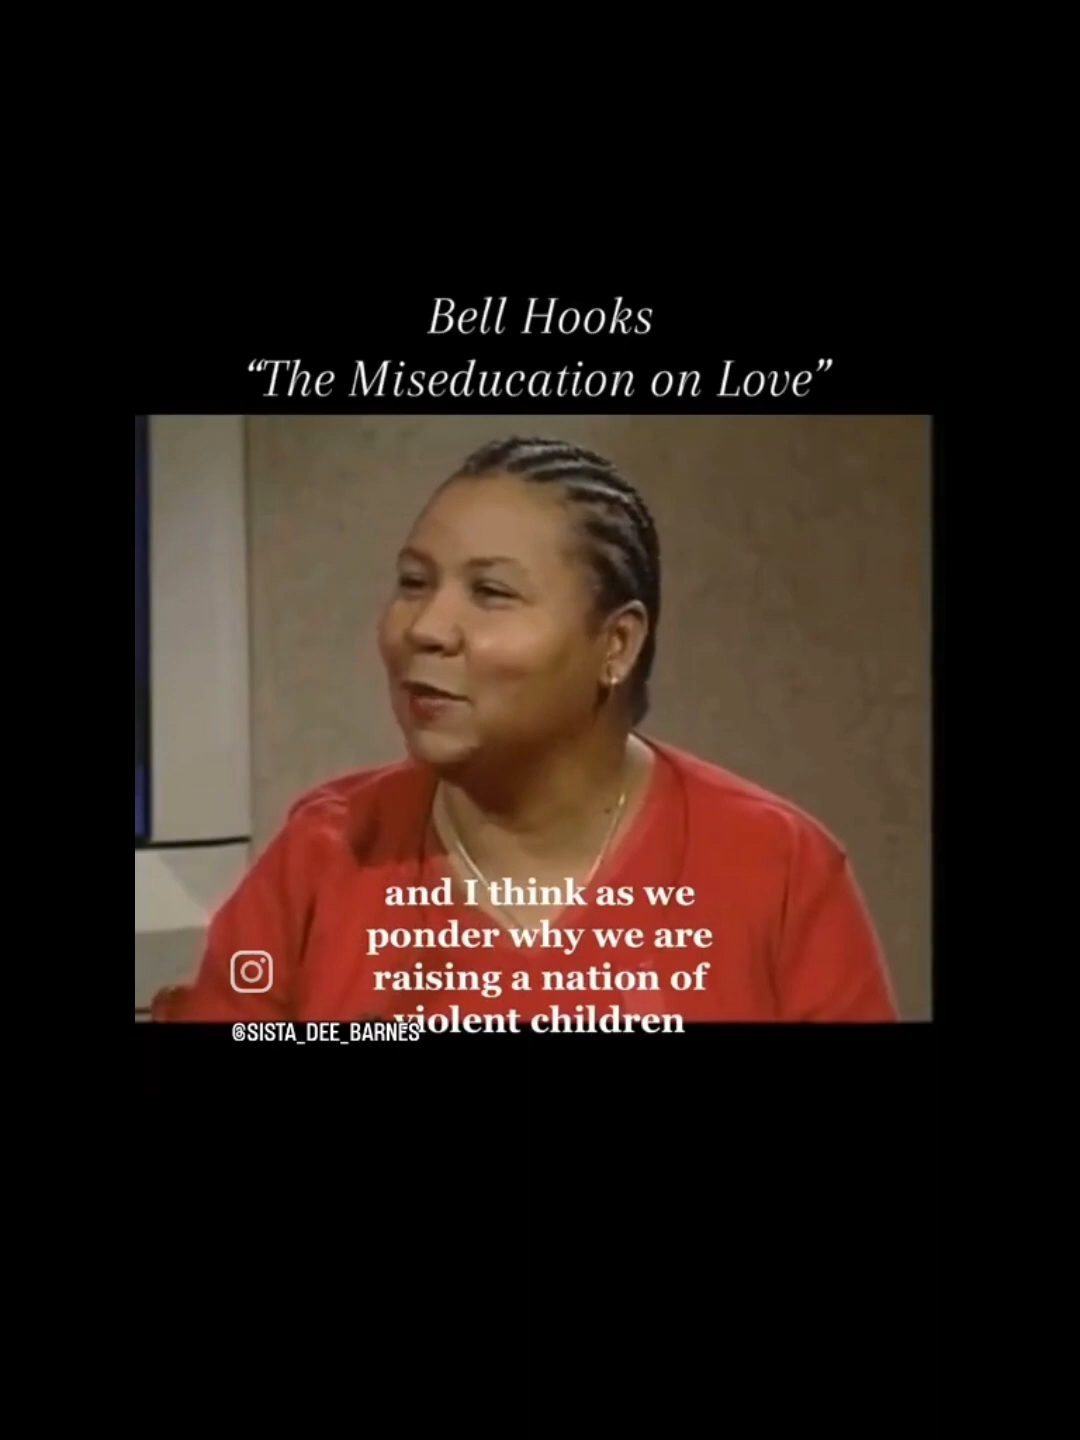 Bell Hooks
“The Miseducation on Love”
and I think as we
ponder why we are
raising a nation of
violent children
@SISTA_DEE_BARNES